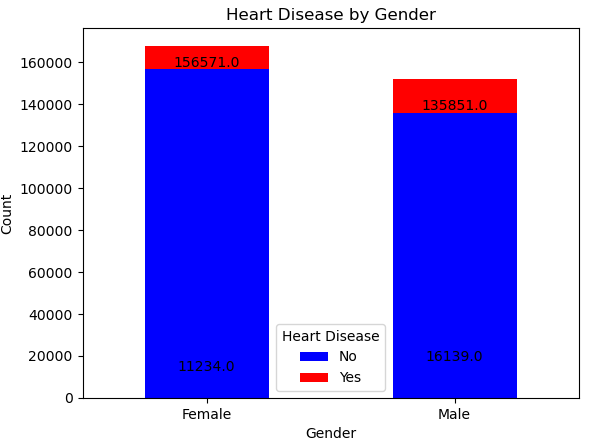 Heart Disease by Gender
Count
160000
140000
120000
100000
80000
60000
40000
20000
0
156571.0
135851.0
11234.0
16139.0
Heart Disease
No
Yes
Female
Male
Gender